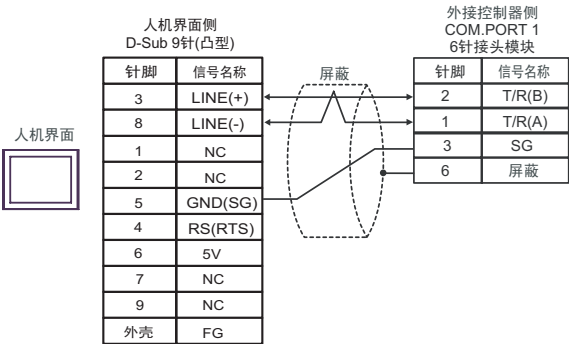 人机界面侧
D-Sub 9针(凸型)
外接控制器侧
COM.PORT 1
6针接头模块
人机界面
屏蔽
针脚 信号名称
3 LINE(+)
8 LINE(-)
1 NC
2 NC
5 GND(SG)
4 RS(RTS)
6 5V
7 NC
9 NC
外壳 FG
针脚 信号名称
2 T/R(B)
1 T/R(A)
3 SG
6 屏蔽